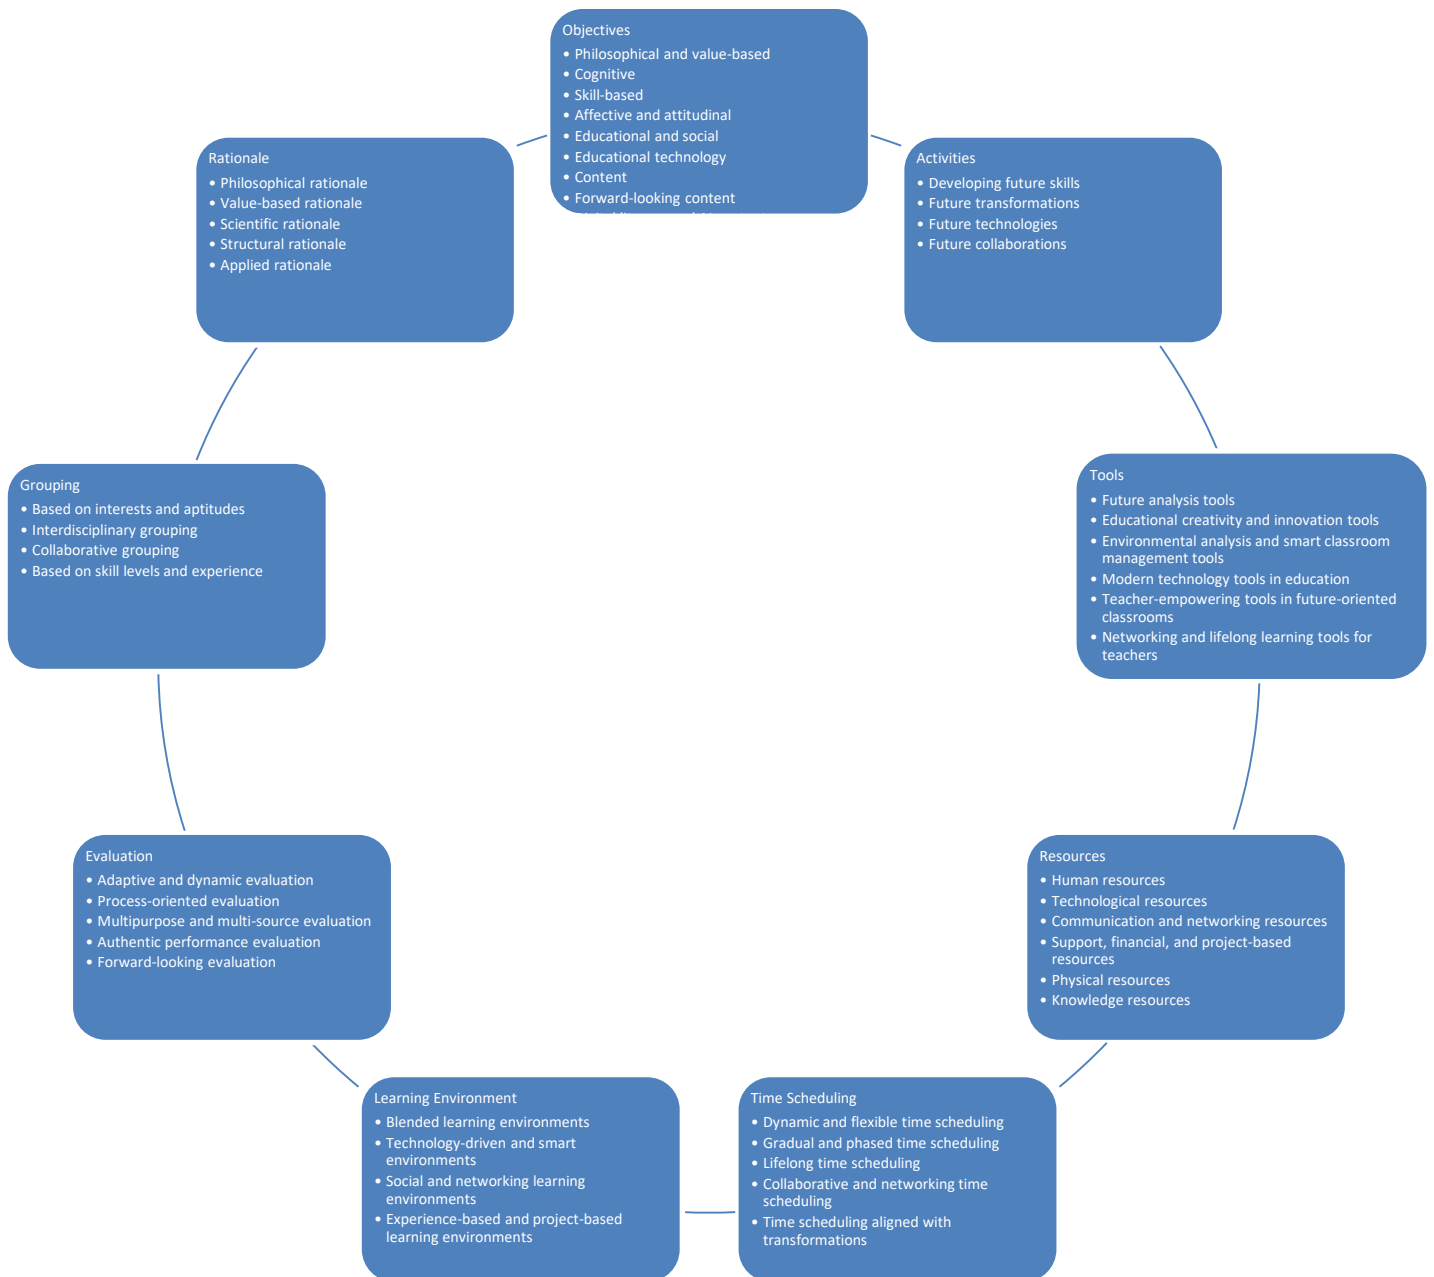 Objectives
• Philosophical and value-based
• Cognitive
• Skill-based
• Affective and attitudinal
• Educational and social
• Educational technology
• Content
• Forward-looking content
Activities
• Developing future skills
• Future transformations
• Future technologies
• Future collaborations
Tools
• Future analysis tools
• Educational creativity and innovation tools
• Environmental analysis and smart classroom
management tools
• Modern technology tools in education
• Teacher-empowering tools in future-oriented
classrooms
• Networking and lifelong learning tools for
teachers
Resources
• Human resources
• Technological resources
• Communication and networking resources
• Support, financial, and project-based
resources
• Physical resources
• Knowledge resources
Time Scheduling
• Dynamic and flexible time scheduling
• Gradual and phased time scheduling
• Lifelong time scheduling
• Collaborative and networking time
scheduling
• Time scheduling aligned with
transformations
Learning Environment
• Blended learning environments
• Technology-driven and smart
environments
• Social and networking learning
environments
• Experience-based and project-based
learning environments
Evaluation
• Adaptive and dynamic evaluation
• Process-oriented evaluation
• Multipurpose and multi-source evaluation
• Authentic performance evaluation
• Forward-looking evaluation
Grouping
• Based on interests and aptitudes
• Interdisciplinary grouping
• Collaborative grouping
• Based on skill levels and experience
Rationale
• Philosophical rationale
• Value-based rationale
• Scientific rationale
• Structural rationale
• Applied rationale